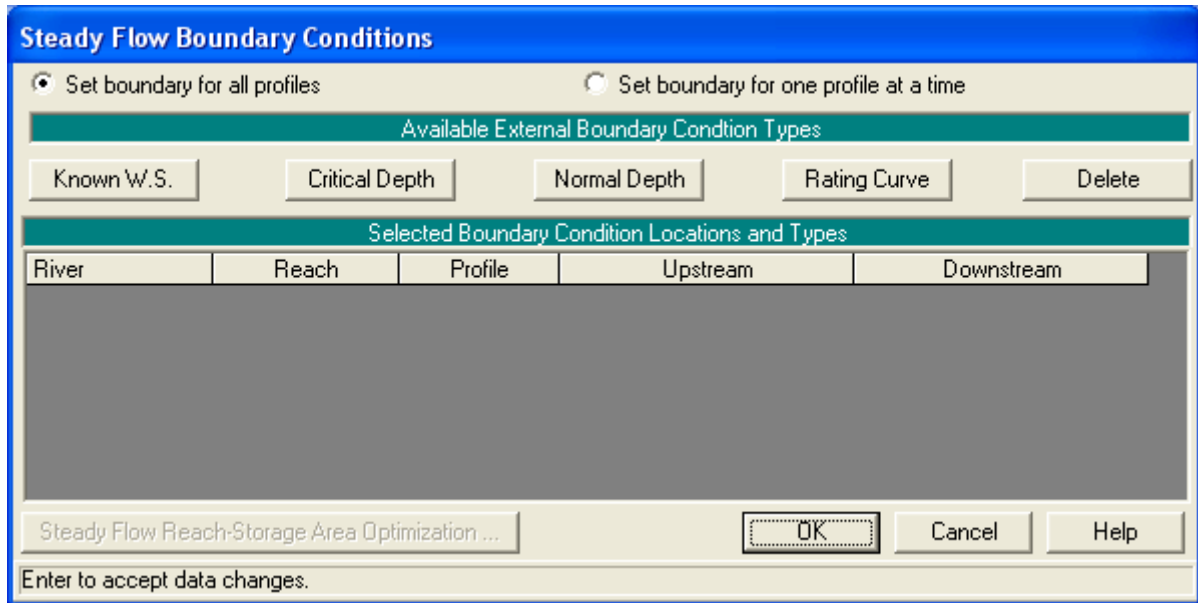 Steady Flow Boundary Conditions
Set boundary for all profiles Set boundary for one profile at a time
Available External Boundary Condtion Types
Known W.S. Critical Depth Normal Depth Rating Curve Delete
Selected Boundary Condition Locations and Types
River Reach Profile Upstream Downstream
Steady Flow Reach-Storage Area Optimization ... OK Cancel Help
Enter to accept data changes.